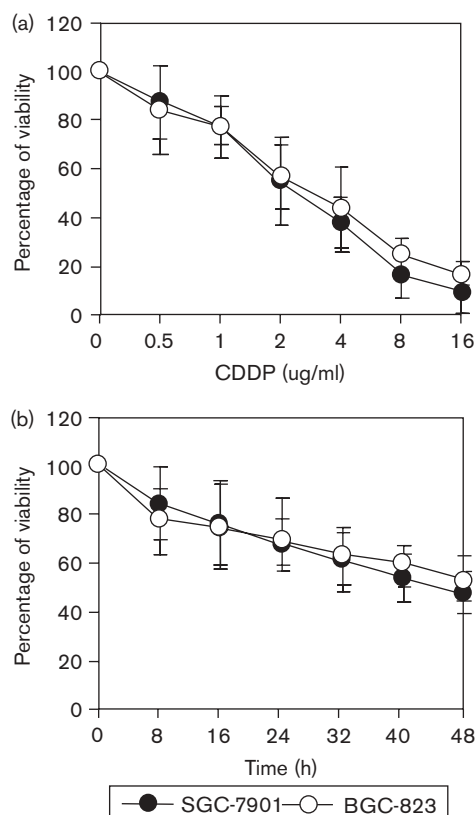 (a)
120
100
80
60
40
20
0
Percentage of viability
0 0.5 1 2 4 8 16
CDDP (ug/ml)
(b)
120
100
80
60
40
20
0
Percentage of viability
0 8 16 24 32 40 48
Time (h)
SGC-7901 BGC-823